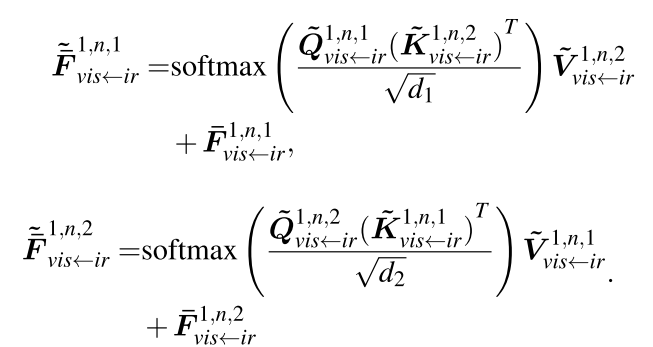 $\tilde{\bar{F}}^{1,n,1}_{vis \leftarrow ir} = \text{softmax} \left( \frac{\tilde{Q}^{1,n,1}_{vis \leftarrow ir} (\tilde{K}^{1,n,2}_{vis \leftarrow ir})^T}{\sqrt{d_1}} \right) \tilde{V}^{1,n,2}_{vis \leftarrow ir}$
$+ \bar{F}^{1,n,1}_{vis \leftarrow ir},$
$\tilde{\bar{F}}^{1,n,2}_{vis \leftarrow ir} = \text{softmax} \left( \frac{\tilde{Q}^{1,n,2}_{vis \leftarrow ir} (\tilde{K}^{1,n,1}_{vis \leftarrow ir})^T}{\sqrt{d_2}} \right) \tilde{V}^{1,n,1}_{vis \leftarrow ir}.$
$+ \bar{F}^{1,n,2}_{vis \leftarrow ir}$